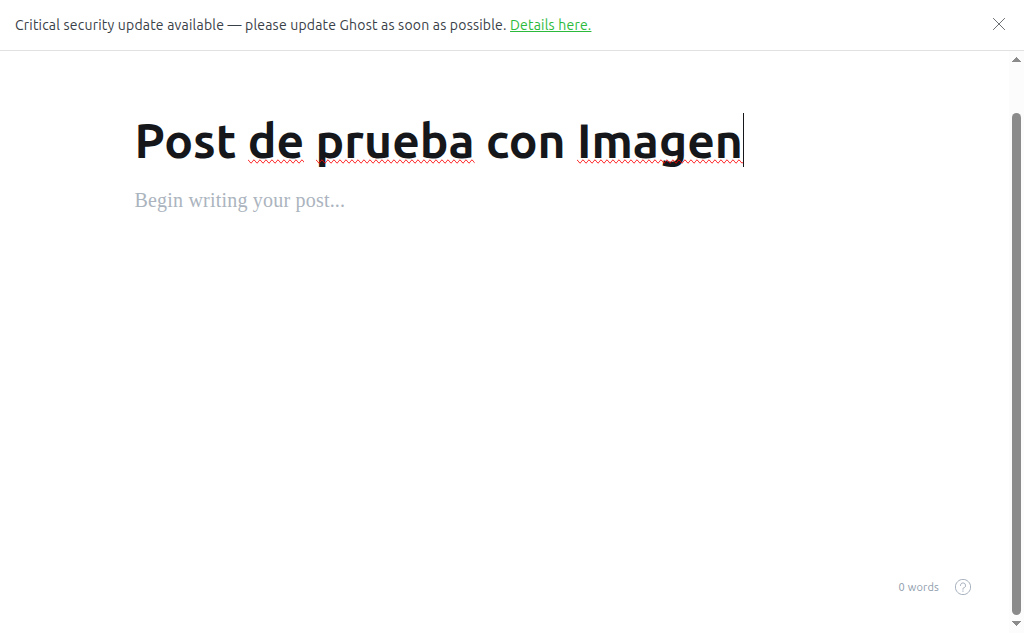 Critical security update available — please update Ghost as soon as possible. Details here.
Post de prueba con Imagen
Begin writing your post...
0 words
?